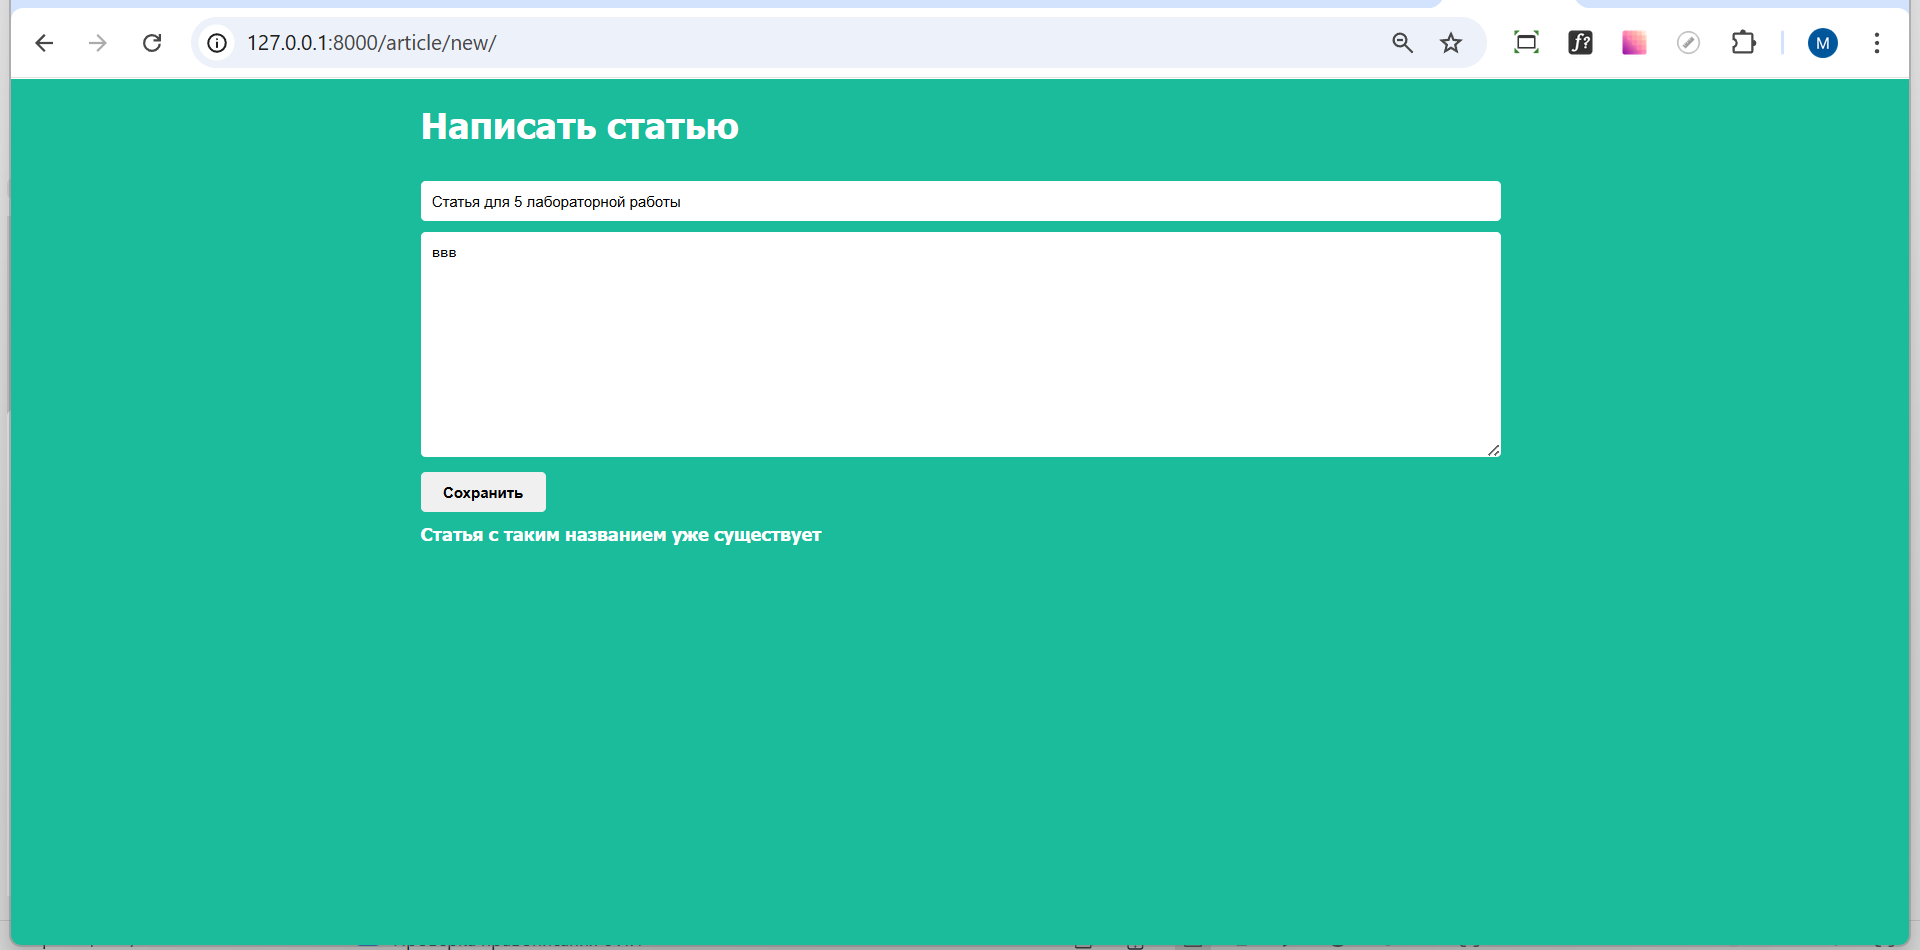 127.0.0.1:8000/article/new/
f?
M
Написать статью
Статья для 5 лабораторной работы
ввв
Сохранить
Статья с таким названием уже существует